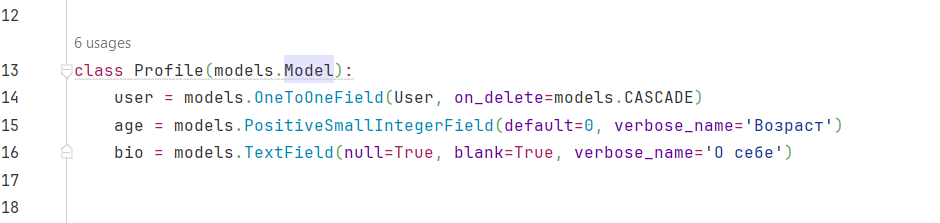 12
6 usages
13 class Profile(models.Model):
14 user = models.OneToOneField(User, on_delete=models.CASCADE)
15 age = models.PositiveSmallIntegerField(default=0, verbose_name='Возраст')
16 bio = models.TextField(null=True, blank=True, verbose_name='О себе')
17
18